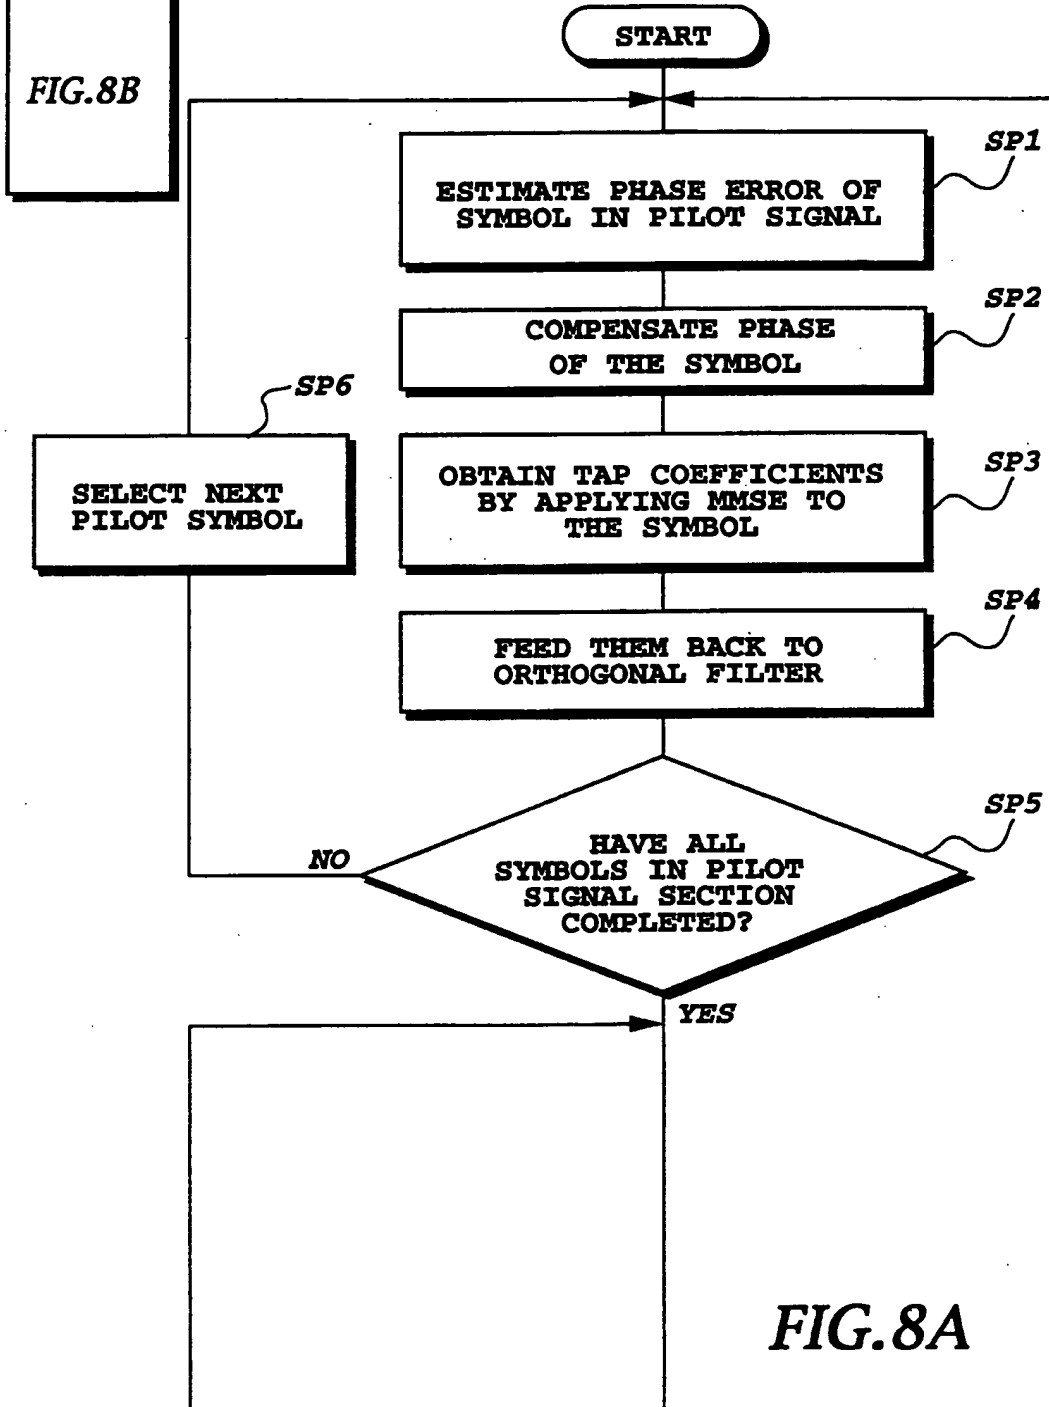 START
FIG.8B
SP1
ESTIMATE PHASE ERROR OF
SYMBOL IN PILOT SIGNAL
SP2
COMPENSATE PHASE
OF THE SYMBOL
SP6
SELECT NEXT
PILOT SYMBOL
SP3
OBTAIN TAP COEFFICIENTS
BY APPLYING MMSE TO
THE SYMBOL
SP4
FEED THEM BACK TO
ORTHOGONAL FILTER
SP5
HAVE ALL
SYMBOLS IN PILOT
SIGNAL SECTION
COMPLETED?
NO
YES
FIG.8A